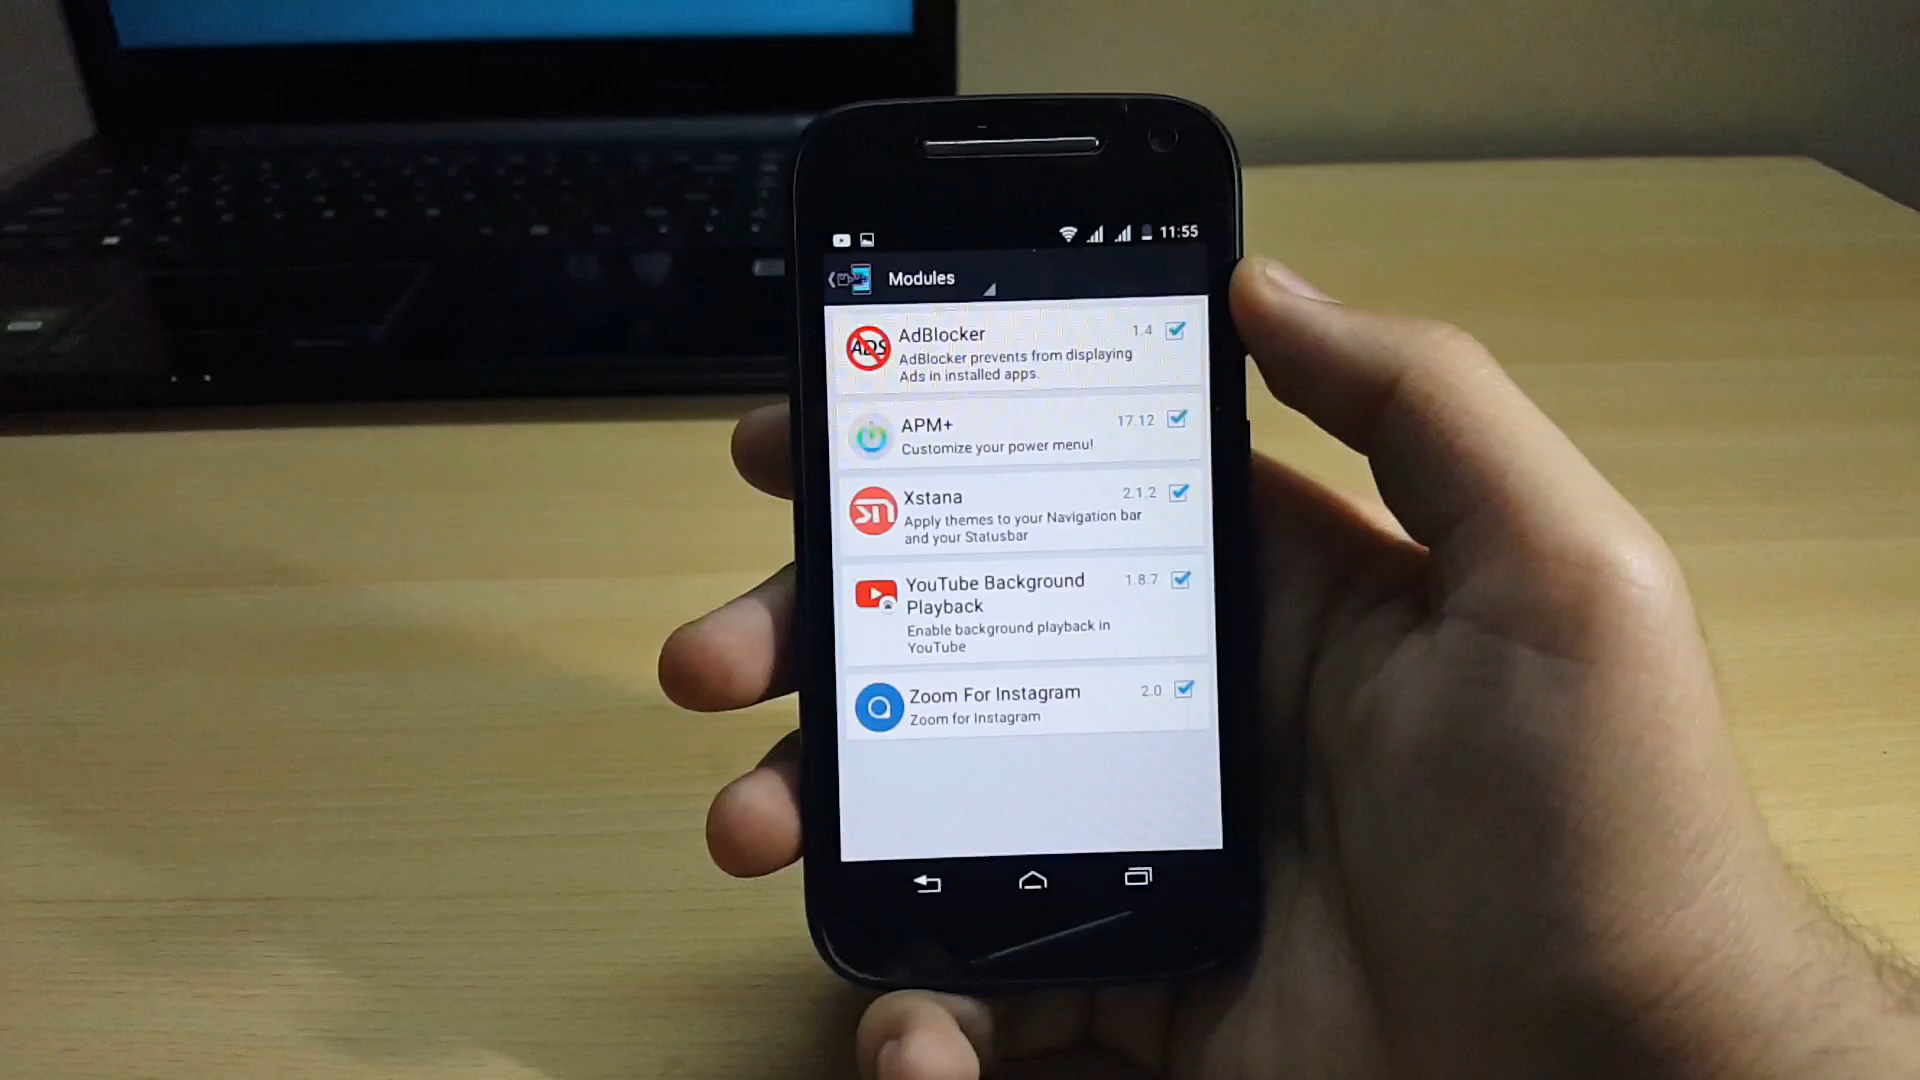 11:55
Modules
ADS
AdBlocker 1.4
AdBlocker prevents from displaying
Ads in installed apps.
APM+ 17.12
Customize your power menu!
Xstana 2.1.2
Apply themes to your Navigation bar
and your Statusbar
YouTube Background 1.8.7
Playback
Enable background playback in
YouTube
Zoom For Instagram 2.0
Zoom for Instagram